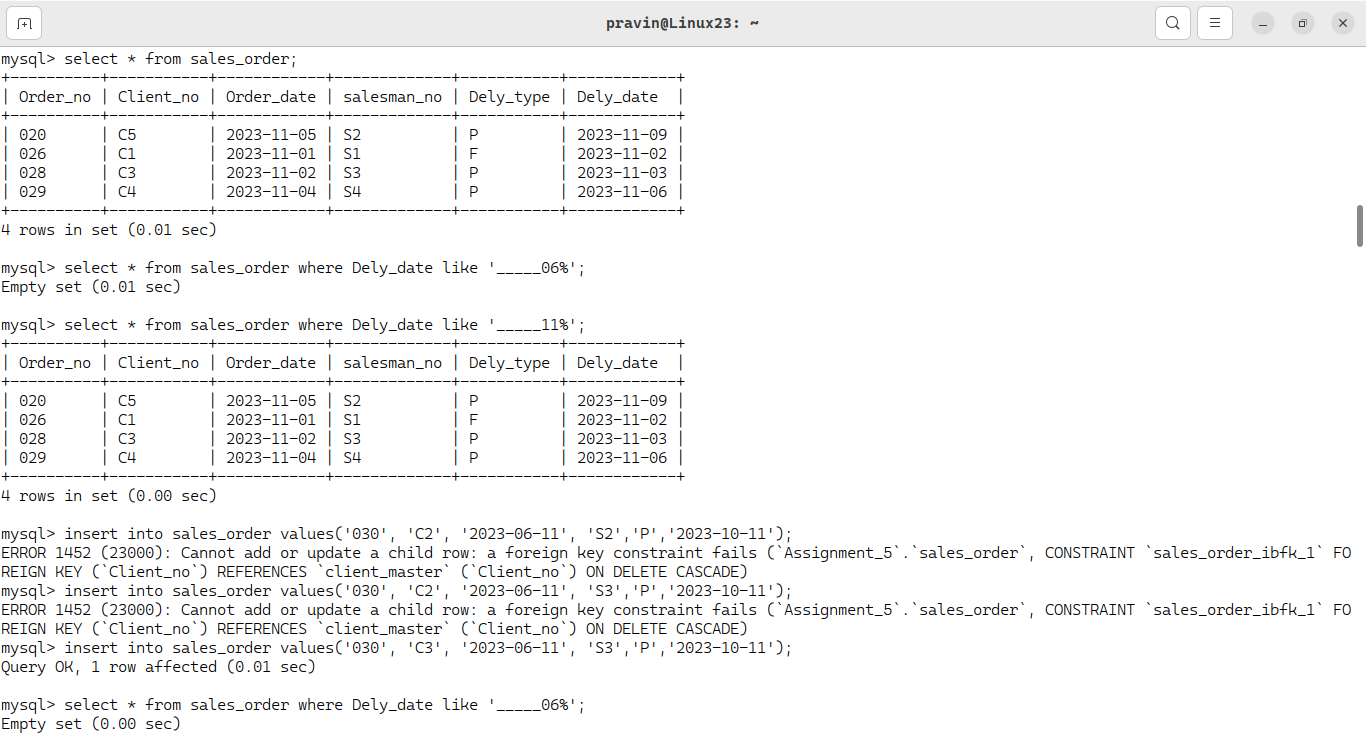 pravin@Linux23: ~
mysql> select * from sales_order;
+----------+-----------+------------+-------------+-----------+------------+
| Order_no | Client_no | Order_date | salesman_no | Dely_type | Dely_date  |
+----------+-----------+------------+-------------+-----------+------------+
| 020      | C5        | 2023-11-05 | S2          | P         | 2023-11-09 |
| 026      | C1        | 2023-11-01 | S1          | F         | 2023-11-02 |
| 028      | C3        | 2023-11-02 | S3          | P         | 2023-11-03 |
| 029      | C4        | 2023-11-04 | S4          | P         | 2023-11-06 |
+----------+-----------+------------+-------------+-----------+------------+
4 rows in set (0.01 sec)
mysql> select * from sales_order where Dely_date like '_____06%';
Empty set (0.01 sec)
mysql> select * from sales_order where Dely_date like '_____11%';
+----------+-----------+------------+-------------+-----------+------------+
| Order_no | Client_no | Order_date | salesman_no | Dely_type | Dely_date  |
+----------+-----------+------------+-------------+-----------+------------+
| 020      | C5        | 2023-11-05 | S2          | P         | 2023-11-09 |
| 026      | C1        | 2023-11-01 | S1          | F         | 2023-11-02 |
| 028      | C3        | 2023-11-02 | S3          | P         | 2023-11-03 |
| 029      | C4        | 2023-11-04 | S4          | P         | 2023-11-06 |
+----------+-----------+------------+-------------+-----------+------------+
4 rows in set (0.00 sec)
mysql> insert into sales_order values('030', 'C2', '2023-06-11', 'S2','P','2023-10-11');
ERROR 1452 (23000): Cannot add or update a child row: a foreign key constraint fails (`Assignment_5`.`sales_order`, CONSTRAINT `sales_order_ibfk_1` FO
REIGN KEY (`Client_no`) REFERENCES `client_master` (`Client_no`) ON DELETE CASCADE)
mysql> insert into sales_order values('030', 'C2', '2023-06-11', 'S3','P','2023-10-11');
ERROR 1452 (23000): Cannot add or update a child row: a foreign key constraint fails (`Assignment_5`.`sales_order`, CONSTRAINT `sales_order_ibfk_1` FO
REIGN KEY (`Client_no`) REFERENCES `client_master` (`Client_no`) ON DELETE CASCADE)
mysql> insert into sales_order values('030', 'C3', '2023-06-11', 'S3','P','2023-10-11');
Query OK, 1 row affected (0.01 sec)
mysql> select * from sales_order where Dely_date like '_____06%';
Empty set (0.00 sec)